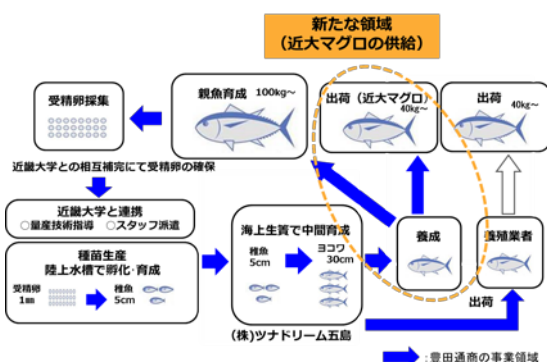 新たな領域
（近大マグロの供給）
受精卵採集
親魚育成
100kg～
出荷（近大マグロ）
40kg～
出荷
40kg～
近畿大学との相互補完にて受精卵の確保
近畿大学と連携
○量産技術指導　○スタッフ派遣
種苗生産
陸上水槽で孵化・育成
受精卵
1㎜
稚魚
5cm
海上生簀で中間育成
稚魚
5cm
ヨコワ
30cm
養成
養殖業者
出荷
（株）ツナドリーム五島
：豊田通商の事業領域